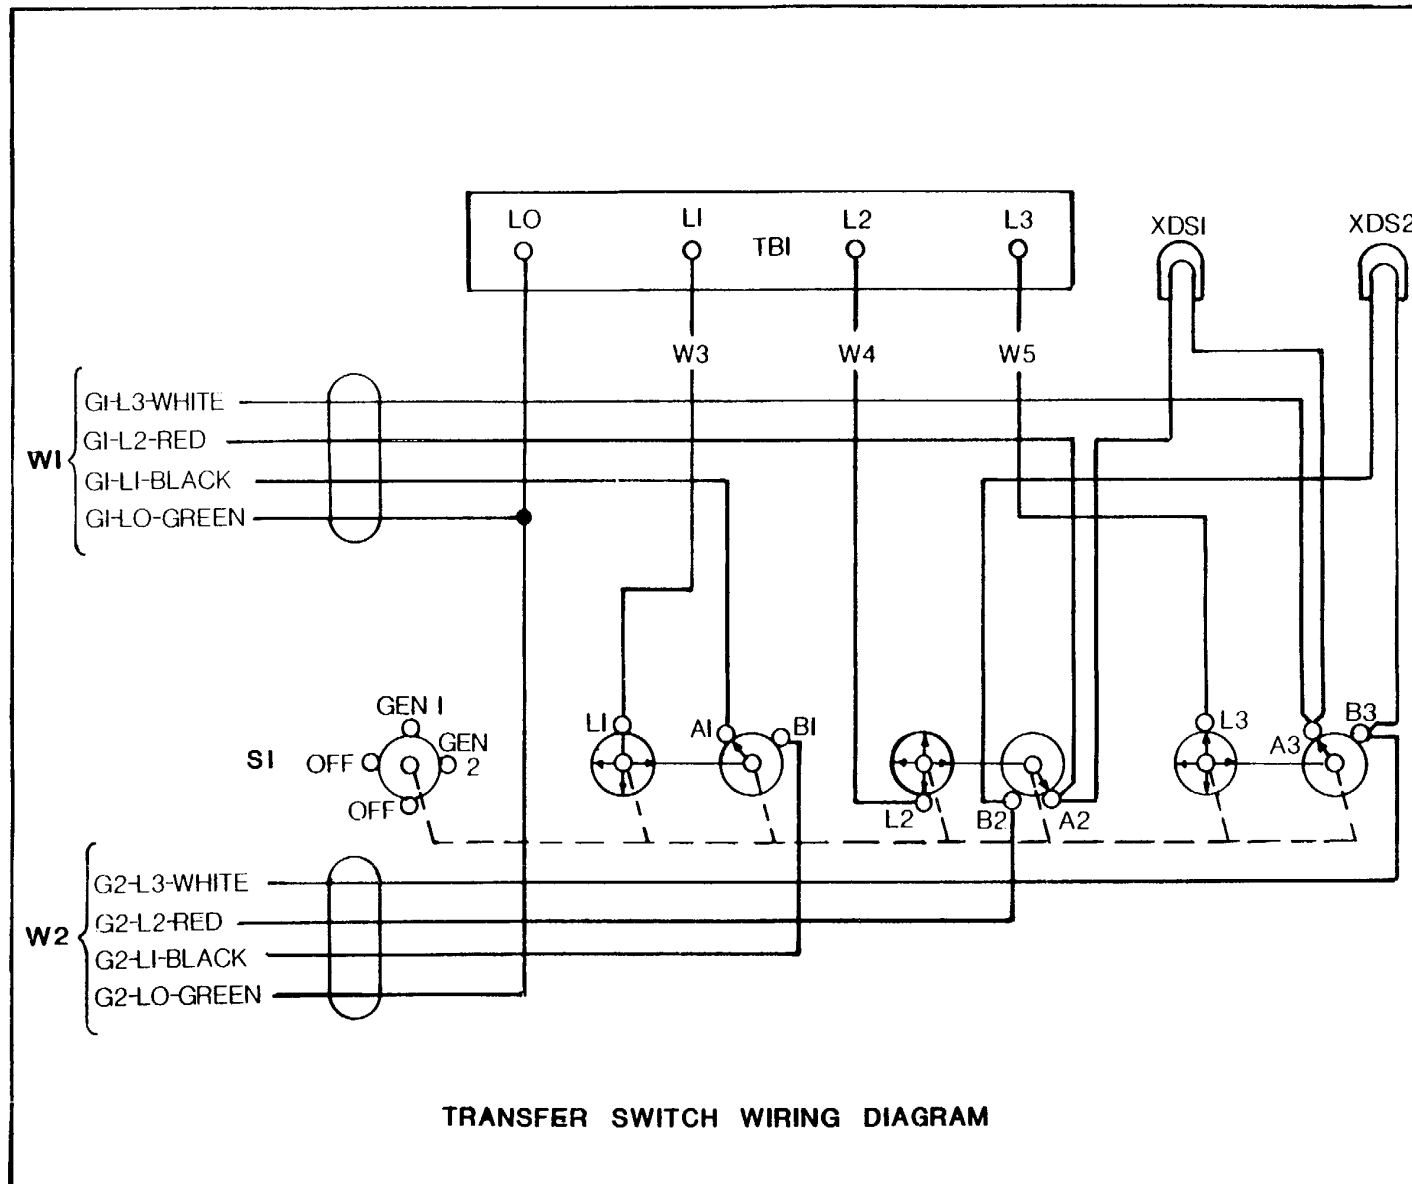 LO LI L2 L3
TBI
XDSI XDS2
W3 W4 W5
WI
GI-L3-WHITE
GI-L2-RED
GI-LI-BLACK
GI-LO-GREEN
SI
GEN I
GEN
2
OFF
OFF
LI AI BI
L2 B2 A2
L3 A3 B3
W2
G2-L3-WHITE
G2-L2-RED
G2-LI-BLACK
G2-LO-GREEN
TRANSFER SWITCH WIRING DIAGRAM